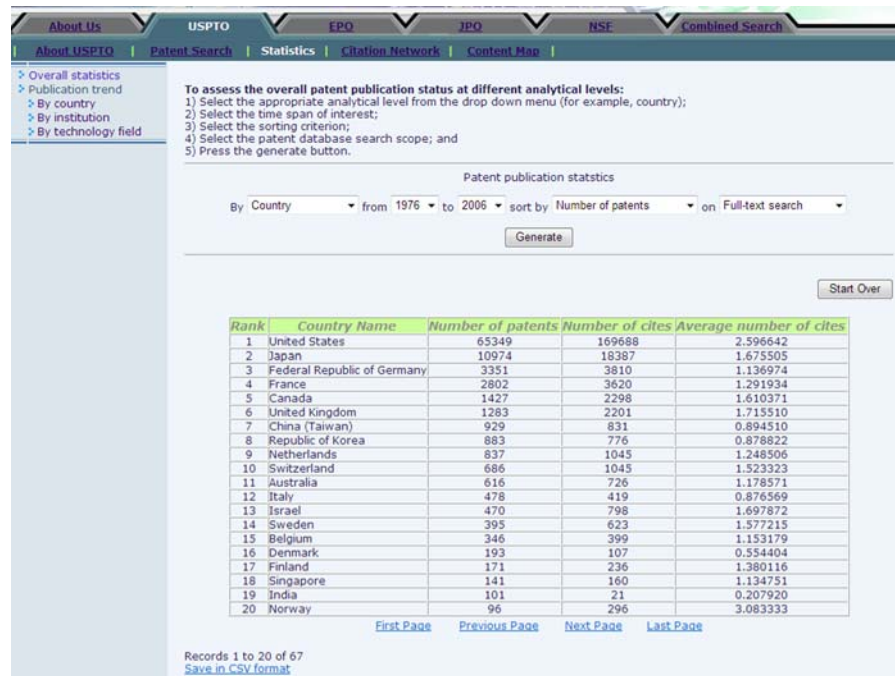 About Us USPTO EPO JPO NSF Combined Search
About USPTO | Patent Search | Statistics | Citation Network | Content Map |
Overall statistics
Publication trend
By country
By institution
By technology field
To assess the overall patent publication status at different analytical levels:
1) Select the appropriate analytical level from the drop down menu (for example, country);
2) Select the time span of interest;
3) Select the sorting criterion;
4) Select the patent database search scope; and
5) Press the generate button.
Patent publication statstics
By Country from 1976 to 2006 sort by Number of patents on Full-text search
Generate
Start Over
Rank Country Name Number of patents Number of cites Average number of cites
1 United States 65349 169688 2.596642
2 Japan 10974 18387 1.675505
3 Federal Republic of Germany 3351 3810 1.136974
4 France 2802 3620 1.291934
5 Canada 1427 2298 1.610371
6 United Kingdom 1283 2201 1.715510
7 China (Taiwan) 929 831 0.894510
8 Republic of Korea 883 776 0.878822
9 Netherlands 837 1045 1.248506
10 Switzerland 686 1045 1.523323
11 Australia 616 726 1.178571
12 Italy 478 419 0.876569
13 Israel 470 798 1.697872
14 Sweden 395 623 1.577215
15 Belgium 346 399 1.153179
16 Denmark 193 107 0.554404
17 Finland 171 236 1.380116
18 Singapore 141 160 1.134751
19 India 101 21 0.207920
20 Norway 96 296 3.083333
First Page Previous Page Next Page Last Page
Records 1 to 20 of 67
Save in CSV format